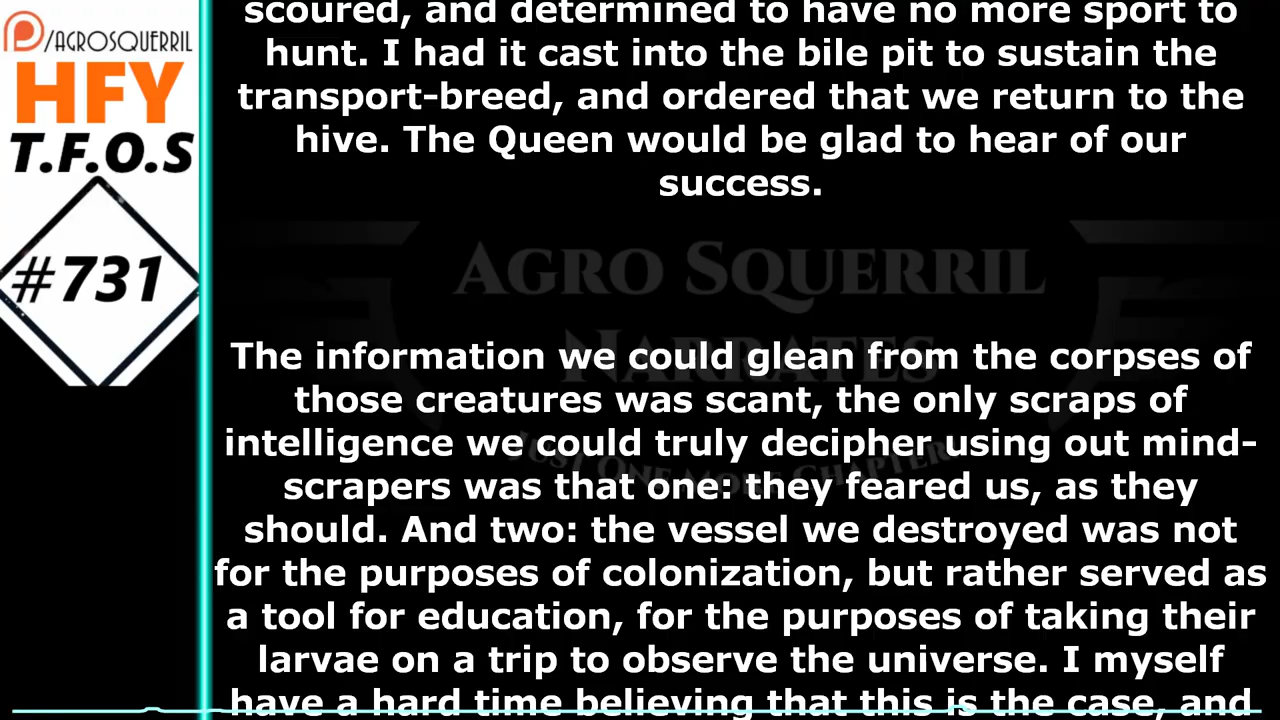 /AGROSQUERRIL
HFY
T.F.O.S
#731
scoured, and determined to have no more sport to
hunt. I had it cast into the bile pit to sustain the
transport-breed, and ordered that we return to the
hive. The Queen would be glad to hear of our
success.
AGRO SQUERRIL
NARRATES
JUST ONE MORE CHAPTER
The information we could glean from the corpses of
those creatures was scant, the only scraps of
intelligence we could truly decipher using out mind-
scrapers was that one: they feared us, as they
should. And two: the vessel we destroyed was not
for the purposes of colonization, but rather served as
a tool for education, for the purposes of taking their
larvae on a trip to observe the universe. I myself
have a hard time believing that this is the case, and